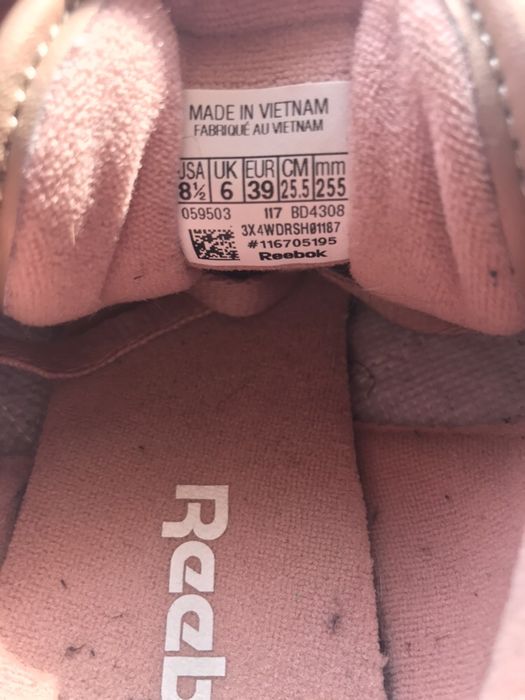 MADE IN VIETNAM
FABRIQUÉ AU VIETNAM
USA UK EUR CM mm
8½ 6 39 25.5 255
059503 117 BD4308
3X4WDRSH01187
#116705195
Reebok
Reeb